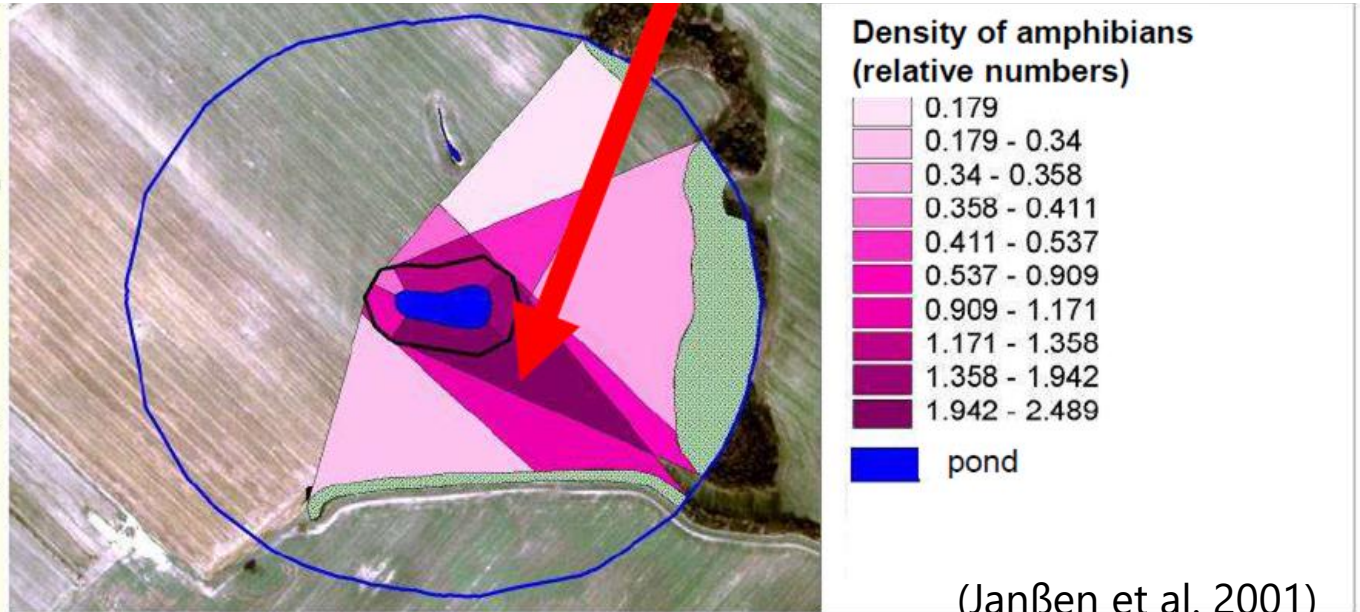 Density of amphibians
(relative numbers)
0.179
0.179 - 0.34
0.34 - 0.358
0.358 - 0.411
0.411 - 0.537
0.537 - 0.909
0.909 - 1.171
1.171 - 1.358
1.358 - 1.942
1.942 - 2.489
pond
(Janßen et al. 2001)